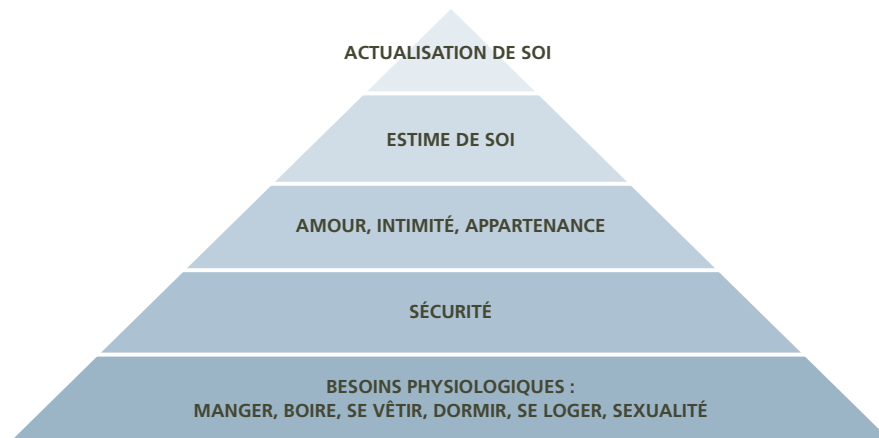 ACTUALISATION DE SOI
ESTIME DE SOI
AMOUR, INTIMITÉ, APPARTENANCE
SÉCURITÉ
BESOINS PHYSIOLOGIQUES :
MANGER, BOIRE, SE VÊTIR, DORMIR, SE LOGER, SEXUALITÉ